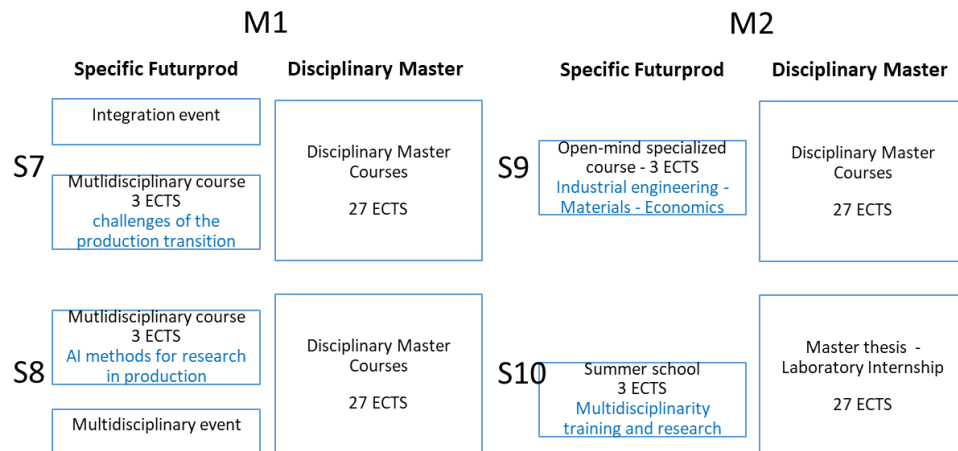 M1
M2
Specific Futurprod
Disciplinary Master
Specific Futurprod
Disciplinary Master
S7
Integration event
Mutlidisciplinary course
3 ECTS
challenges of the
production transition
Disciplinary Master
Courses
27 ECTS
S9
Open-mind specialized
course - 3 ECTS
Industrial engineering -
Materials - Economics
Disciplinary Master
Courses
27 ECTS
S8
Mutlidisciplinary course
3 ECTS
AI methods for research
in production
Multidisciplinary event
Disciplinary Master
Courses
27 ECTS
S10
Summer school
3 ECTS
Multidisciplinarity
training and research
Master thesis -
Laboratory Internship
27 ECTS